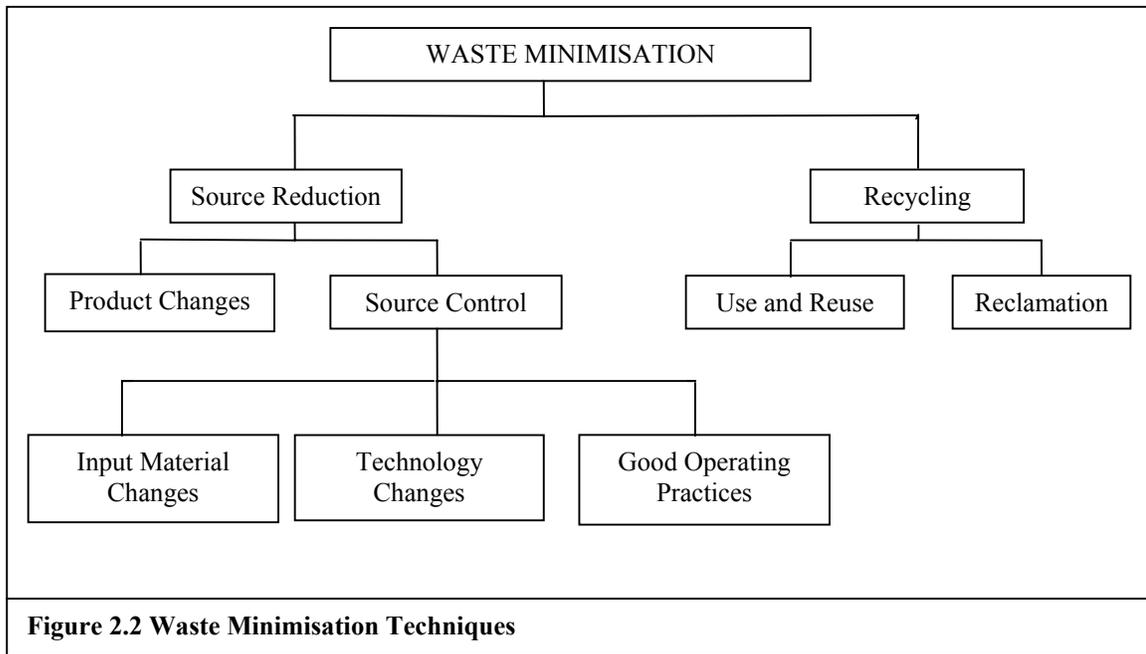 WASTE MINIMISATION
Source Reduction
Recycling
Product Changes
Source Control
Use and Reuse
Reclamation
Input Material
Changes
Technology
Changes
Good Operating
Practices
Figure 2.2 Waste Minimisation Techniques